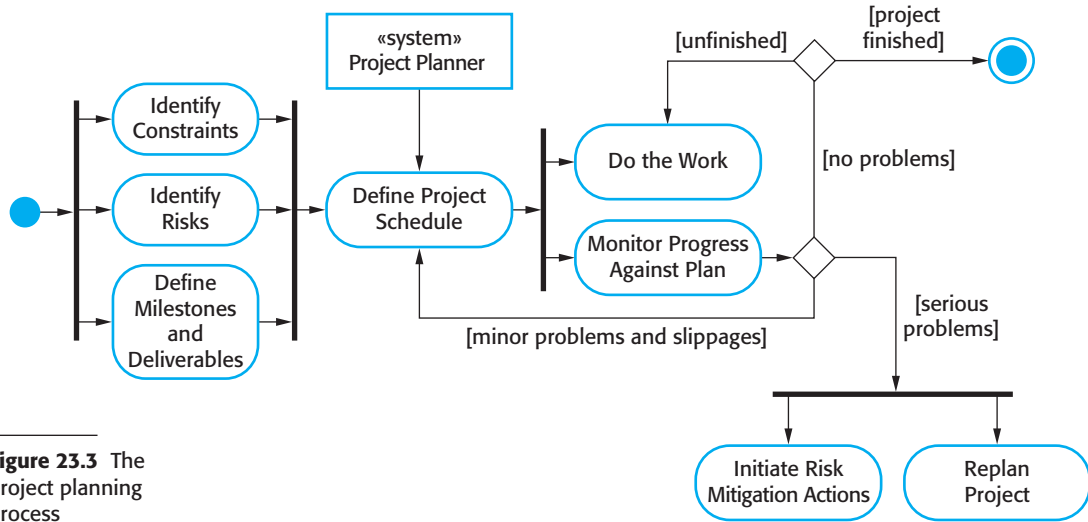 «system»
Project Planner
[unfinished]
[project
finished]
Identify
Constraints
Do the Work
[no problems]
Identify
Risks
Define Project
Schedule
Monitor Progress
Against Plan
Define
Milestones
and
Deliverables
[minor problems and slippages]
[serious
problems]
igure 23.3 The
roject planning
rocess
Initiate Risk
Mitigation Actions
Replan
Project